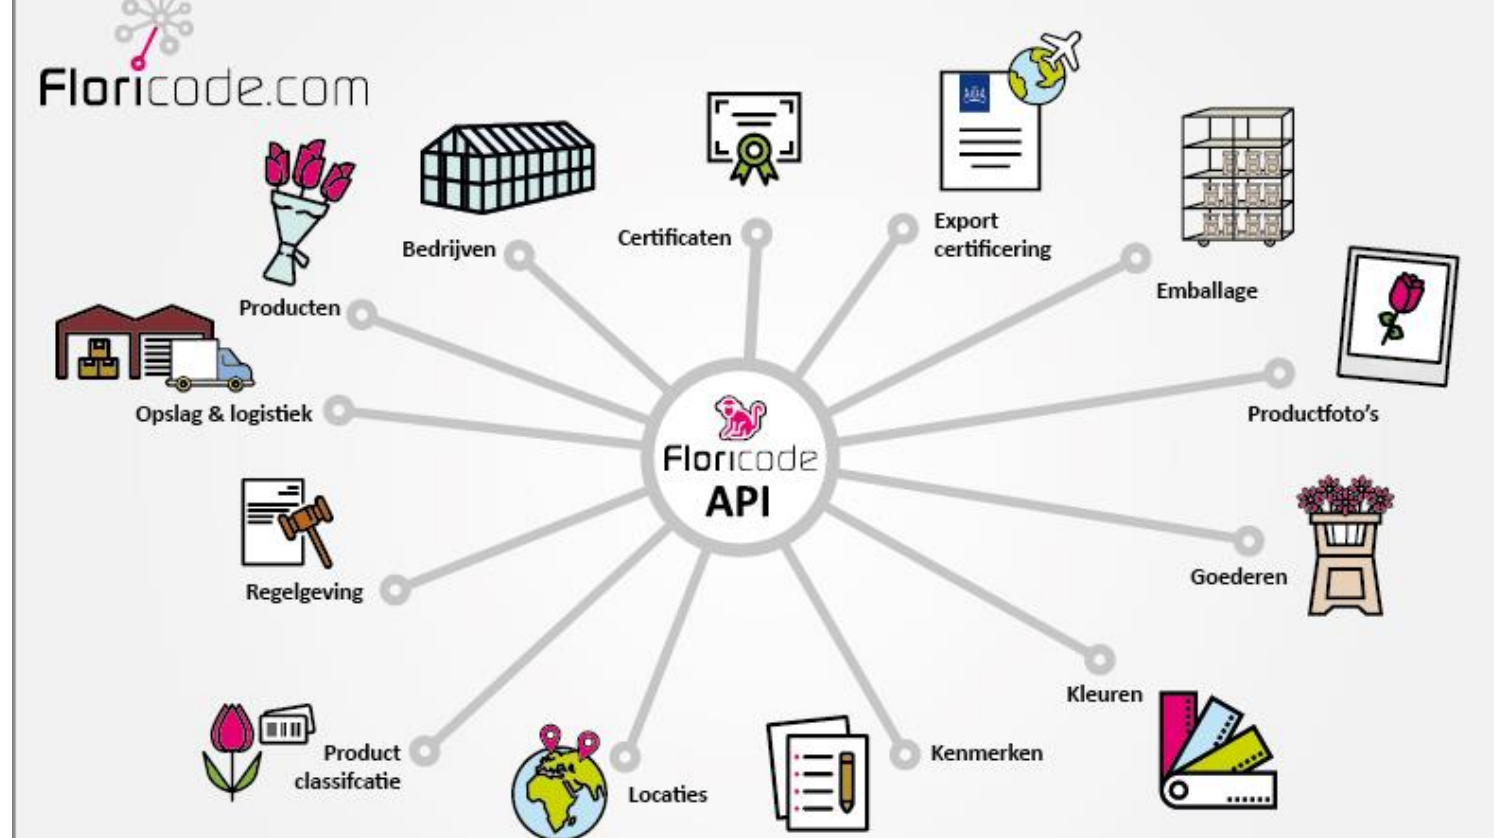 Floricode.com
Certificaten
Export
certificering
Bedrijven
Emballage
Producten
Opslag & logistiek
Productfoto's
Floricode
API
Goederen
Regelgeving
Kleuren
Product
classifcatie
Kenmerken
Locaties